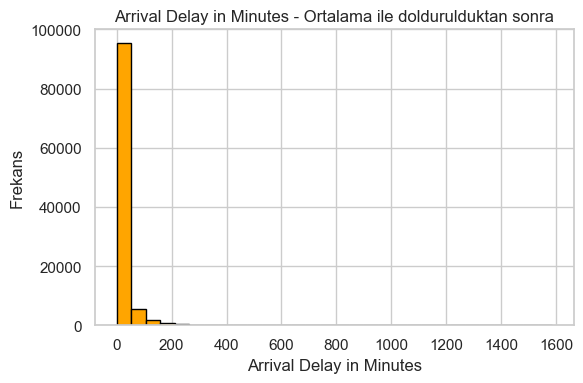 Arrival Delay in Minutes - Ortalama ile doldurulduktan sonra
100000
80000
60000
40000
20000
0
Frekans
0 200 400 600 800 1000 1200 1400 1600
Arrival Delay in Minutes